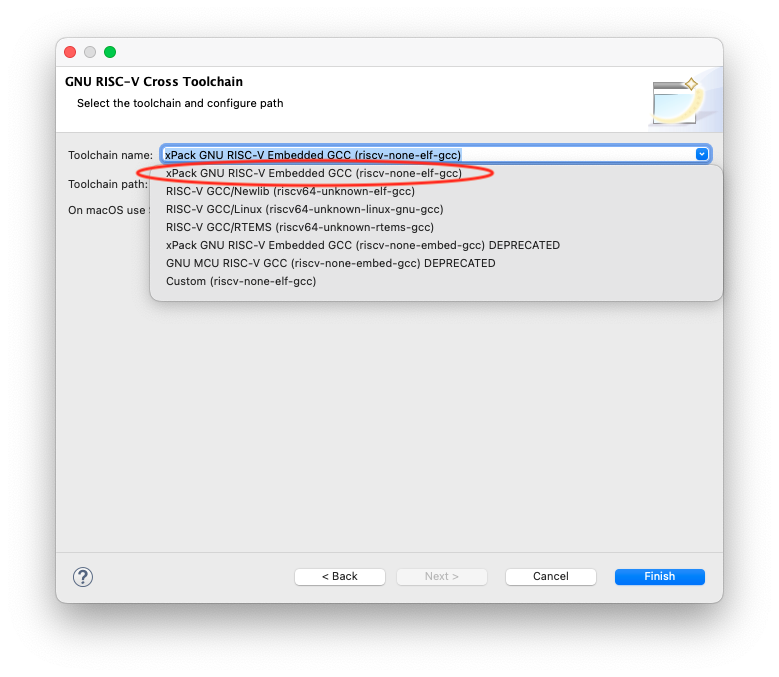 GNU RISC-V Cross Toolchain
Select the toolchain and configure path
Toolchain name: xPack GNU RISC-V Embedded GCC (riscv-none-elf-gcc)
xPack GNU RISC-V Embedded GCC (riscv-none-elf-gcc)
Toolchain path:
RISC-V GCC/Newlib (riscv64-unknown-elf-gcc)
On macOS use
RISC-V GCC/Linux (riscv64-unknown-linux-gnu-gcc)
RISC-V GCC/RTEMS (riscv64-unknown-rtems-gcc)
xPack GNU RISC-V Embedded GCC (riscv-none-embed-gcc) DEPRECATED
GNU MCU RISC-V GCC (riscv-none-embed-gcc) DEPRECATED
Custom (riscv-none-elf-gcc)
? < Back Next > Cancel Finish